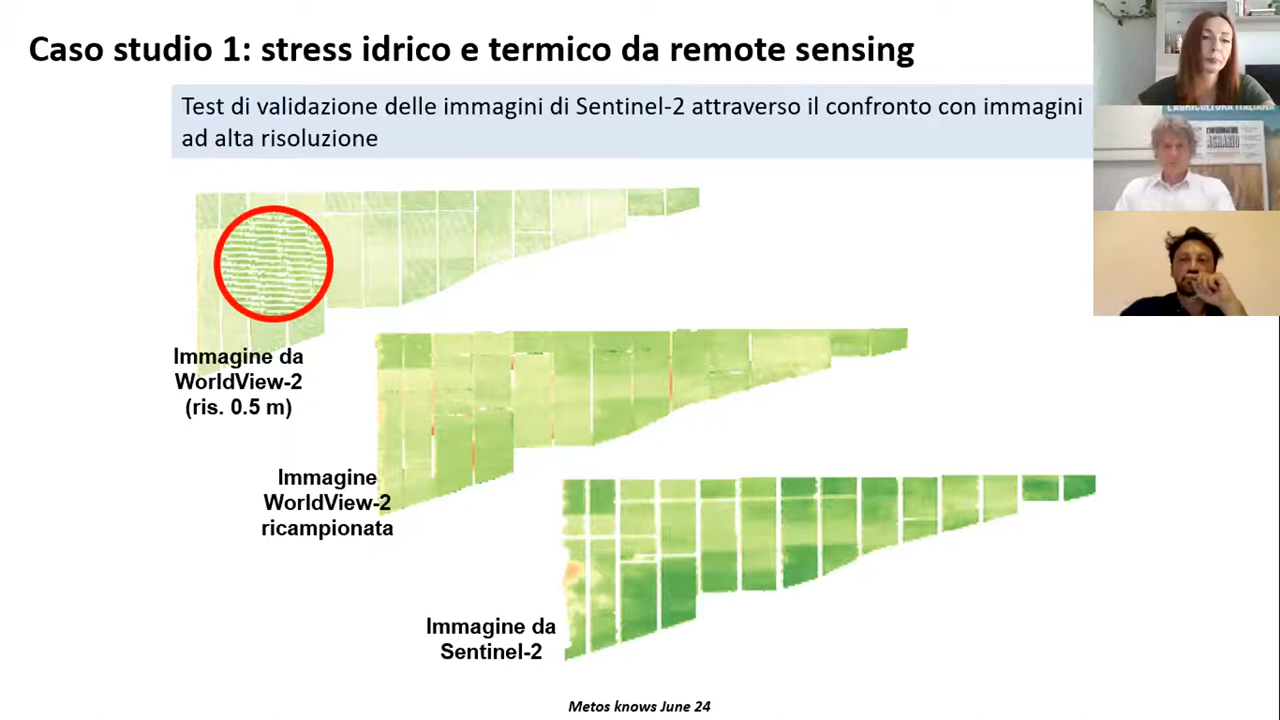 Caso studio 1: stress idrico e termico da remote sensing
Test di validazione delle immagini di Sentinel-2 attraverso il confronto con immagini
ad alta risoluzione
L'AGRICOLTURA ITALIANA
L'INFORMATORE
AGRARIO
Immagine da
WorldView-2
(ris. 0.5 m)
Immagine
WorldView-2
ricampionata
Immagine da
Sentinel-2
Metos knows June 24